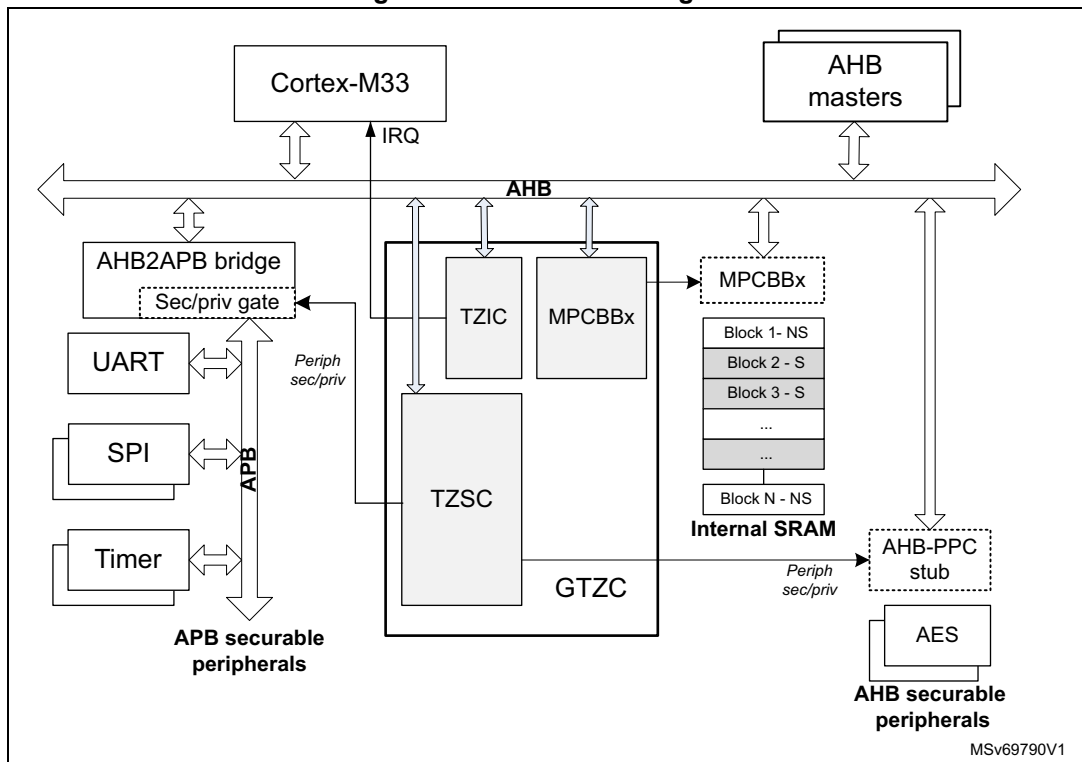 Cortex-M33
AHB
masters
IRQ
AHB
AHB2APB bridge
Sec/priv gate
TZIC
MPCBBx
MPCBBx
UART
Periph
sec/priv
Block 1- NS
Block 2 - S
Block 3 - S
...
...
Block N - NS
Internal SRAM
SPI
APB
TZSC
Timer
GTZC
Periph
sec/priv
AHB-PPC
stub
APB securable
peripherals
AES
AHB securable
peripherals
MSv69790V1